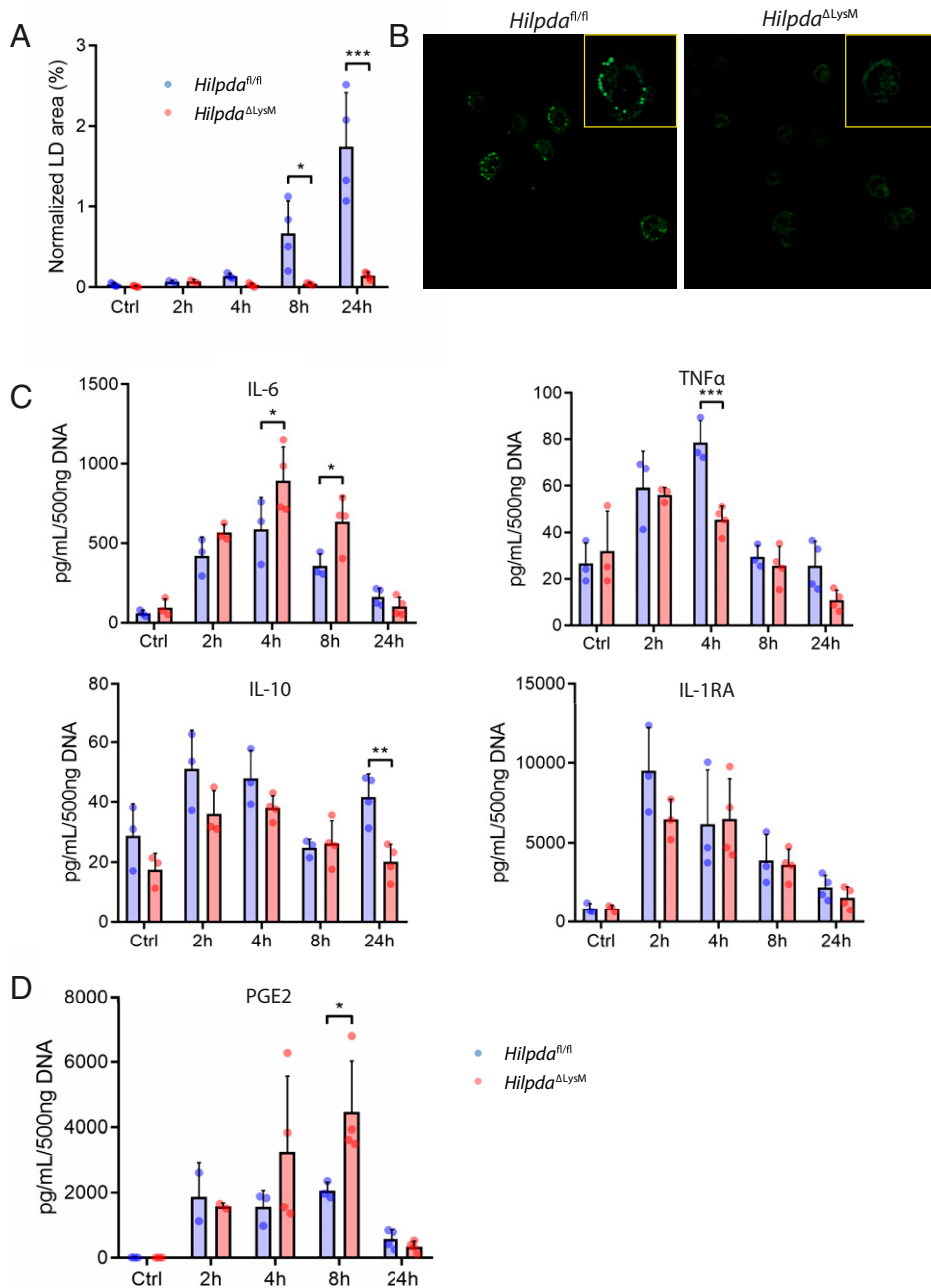 A
Normalized LD area (%)
3
2
1
0
Hilpda^fl/fl
Hilpda^ΔLysM
*
***
Ctrl 2h 4h 8h 24h
B
Hilpda^fl/fl
Hilpda^ΔLysM
C
IL-6
pg/mL/500ng DNA
1500
1000
500
0
*
*
Ctrl 2h 4h 8h 24h
TNFα
pg/mL/500ng DNA
100
80
60
40
20
0
***
Ctrl 2h 4h 8h 24h
IL-10
pg/mL/500ng DNA
80
60
40
20
0
**
Ctrl 2h 4h 8h 24h
IL-1RA
pg/mL/500ng DNA
15000
10000
5000
0
Ctrl 2h 4h 8h 24h
D
PGE2
pg/mL/500ng DNA
8000
6000
4000
2000
0
*
Ctrl 2h 4h 8h 24h
Hilpda^fl/fl
Hilpda^ΔLysM